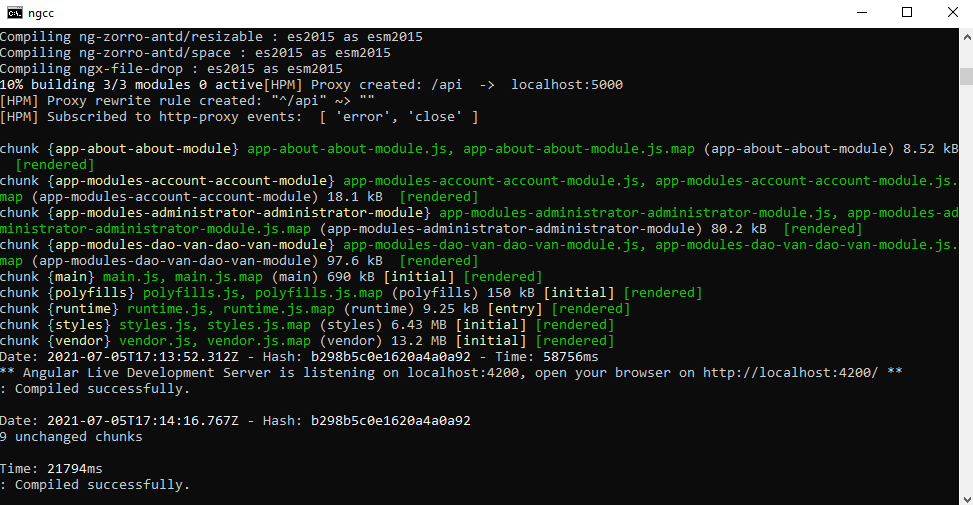 ngcc
Compiling ng-zorro-antd/resizable : es2015 as esm2015
Compiling ng-zorro-antd/space : es2015 as esm2015
Compiling ngx-file-drop : es2015 as esm2015
10% building 3/3 modules 0 active[HPM] Proxy created: /api  ->  localhost:5000
[HPM] Proxy rewrite rule created: "^/api" ~> ""
[HPM] Subscribed to http-proxy events:  [ 'error', 'close' ]
chunk {app-about-about-module} app-about-about-module.js, app-about-about-module.js.map (app-about-about-module) 8.52 kB
  [rendered]
chunk {app-modules-account-account-module} app-modules-account-account-module.js, app-modules-account-account-module.js.
map (app-modules-account-account-module) 18.1 kB  [rendered]
chunk {app-modules-administrator-administrator-module} app-modules-administrator-administrator-module.js, app-modules-ad
ministrator-administrator-module.js.map (app-modules-administrator-administrator-module) 80.2 kB  [rendered]
chunk {app-modules-dao-van-dao-van-module} app-modules-dao-van-dao-van-module.js, app-modules-dao-van-dao-van-module.js.
map (app-modules-dao-van-dao-van-module) 97.6 kB  [rendered]
chunk {main} main.js, main.js.map (main) 690 kB [initial] [rendered]
chunk {polyfills} polyfills.js, polyfills.js.map (polyfills) 150 kB [initial] [rendered]
chunk {runtime} runtime.js, runtime.js.map (runtime) 9.25 kB [entry] [rendered]
chunk {styles} styles.js, styles.js.map (styles) 6.43 MB [initial] [rendered]
chunk {vendor} vendor.js, vendor.js.map (vendor) 13.2 MB [initial] [rendered]
Date: 2021-07-05T17:13:52.312Z - Hash: b298b5c0e1620a4a0a92 - Time: 58756ms
** Angular Live Development Server is listening on localhost:4200, open your browser on http://localhost:4200/ **
: Compiled successfully.
Date: 2021-07-05T17:14:16.767Z - Hash: b298b5c0e1620a4a0a92
9 unchanged chunks
Time: 21794ms
: Compiled successfully.